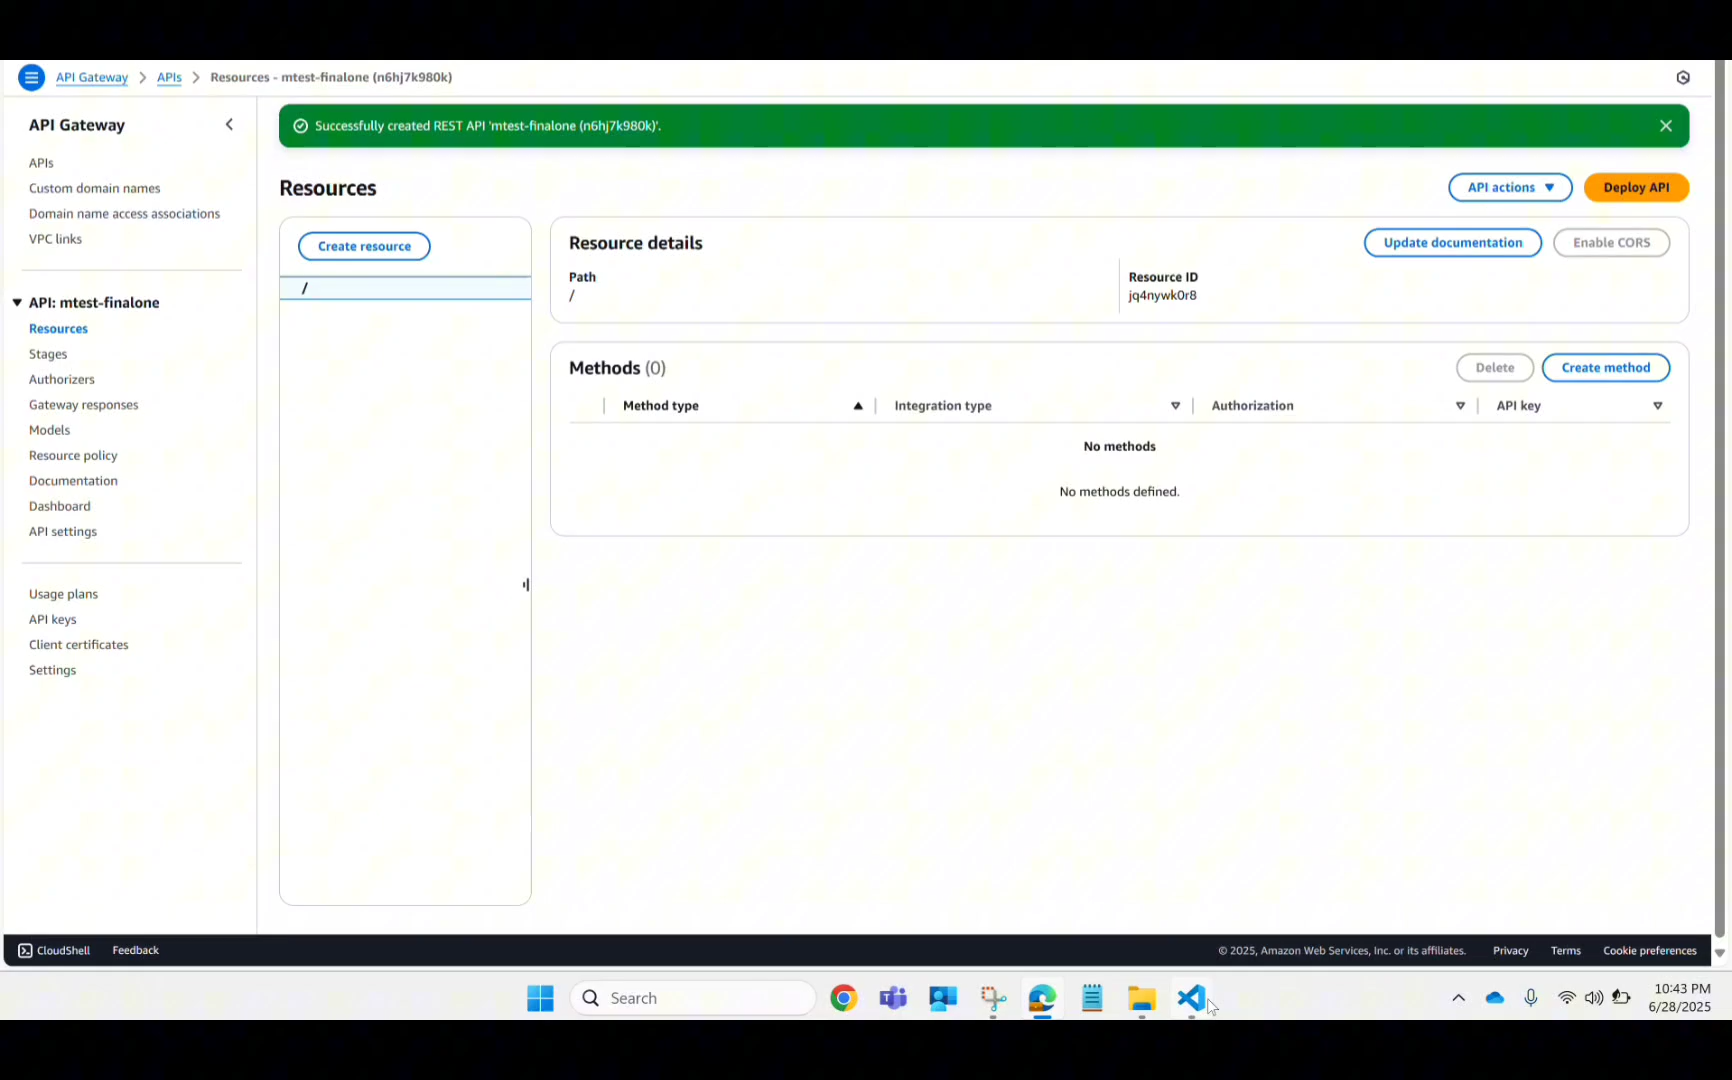 API Gateway > APIs > Resources - mtest-finalone (n6hj7k980k)
API Gateway
APIs
Custom domain names
Domain name access associations
VPC links
API: mtest-finalone
Resources
Stages
Authorizers
Gateway responses
Models
Resource policy
Documentation
Dashboard
API settings
Usage plans
API keys
Client certificates
Settings
Successfully created REST API 'mtest-finalone (n6hj7k980k)'.
Resources
API actions
Deploy API
Create resource
/
Resource details
Update documentation
Enable CORS
Path
/
Resource ID
jq4nywk0r8
Methods (0)
Delete
Create method
Method type
Integration type
Authorization
API key
No methods
No methods defined.
CloudShell
Feedback
© 2025, Amazon Web Services, Inc. or its affiliates.
Privacy
Terms
Cookie preferences
Search
10:43 PM
6/28/2025